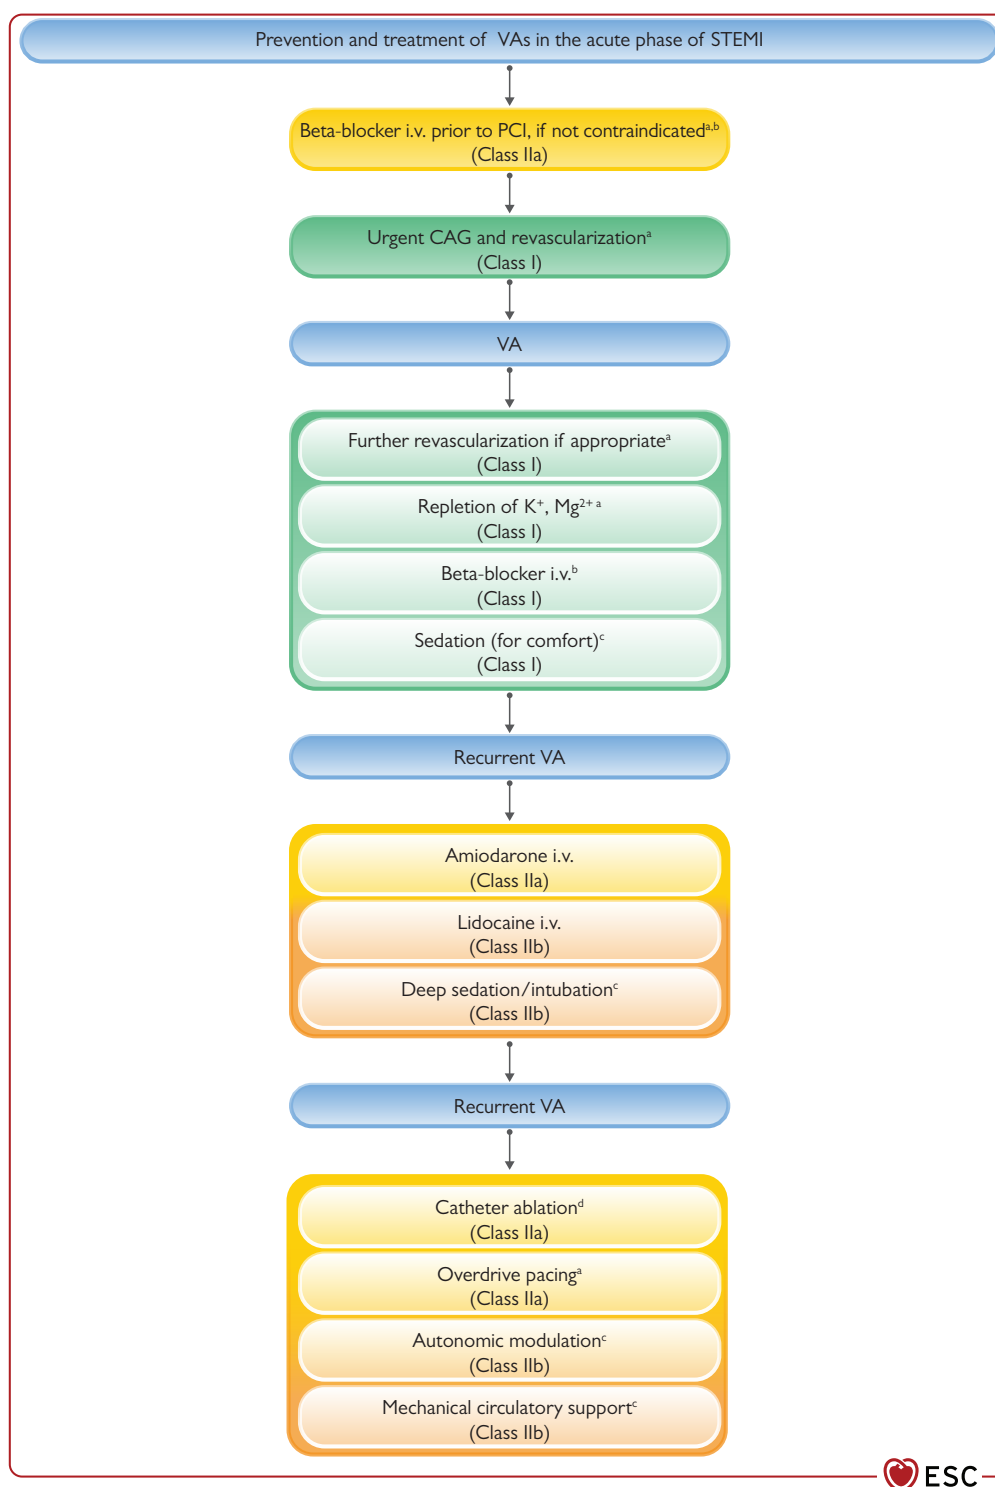 Prevention and treatment of VAs in the acute phase of STEMI
Beta-blocker i.v. prior to PCI, if not contraindicatedᵃ,ᵇ
(Class IIa)
Urgent CAG and revascularizationᵃ
(Class I)
VA
Further revascularization if appropriateᵃ
(Class I)
Repletion of K⁺, Mg²⁺ ᵃ
(Class I)
Beta-blocker i.v.ᵇ
(Class I)
Sedation (for comfort)ᶜ
(Class I)
Recurrent VA
Amiodarone i.v.
(Class IIa)
Lidocaine i.v.
(Class IIb)
Deep sedation/intubationᶜ
(Class IIb)
Recurrent VA
Catheter ablationᵈ
(Class IIa)
Overdrive pacingᵃ
(Class IIa)
Autonomic modulationᶜ
(Class IIb)
Mechanical circulatory supportᶜ
(Class IIb)
ESC